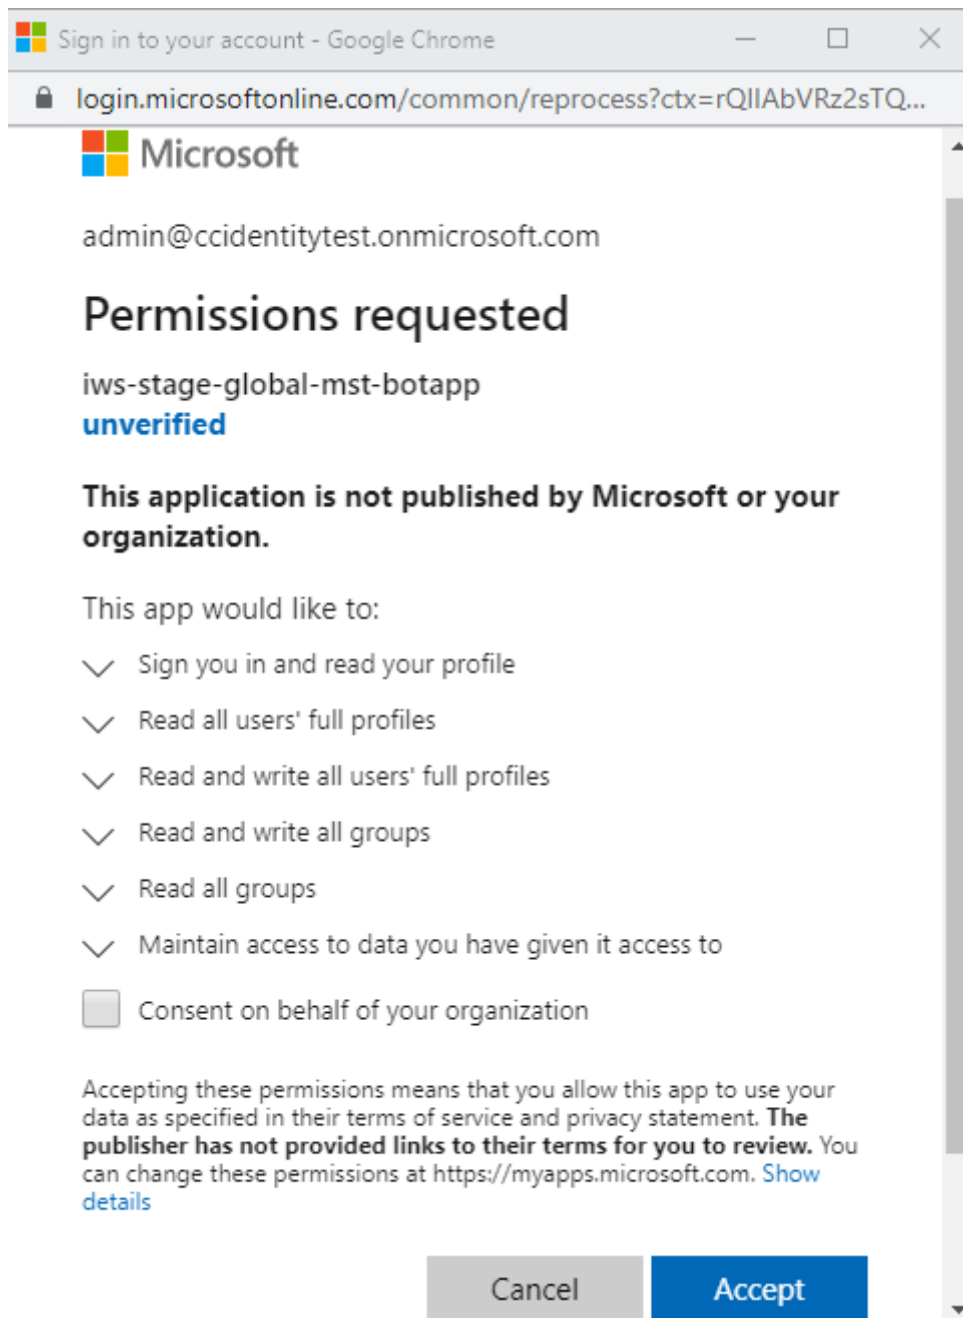 Sign in to your account - Google Chrome
login.microsoftonline.com/common/reprocess?ctx=rQIIAbVRz2sTQ...
Microsoft
admin@ccidentitytest.onmicrosoft.com
Permissions requested
iws-stage-global-mst-botapp
unverified
This application is not published by Microsoft or your
organization.
This app would like to:
Sign you in and read your profile
Read all users' full profiles
Read and write all users' full profiles
Read and write all groups
Read all groups
Maintain access to data you have given it access to
Consent on behalf of your organization
Accepting these permissions means that you allow this app to use your
data as specified in their terms of service and privacy statement. The
publisher has not provided links to their terms for you to review. You
can change these permissions at https://myapps.microsoft.com. Show
details
Cancel
Accept